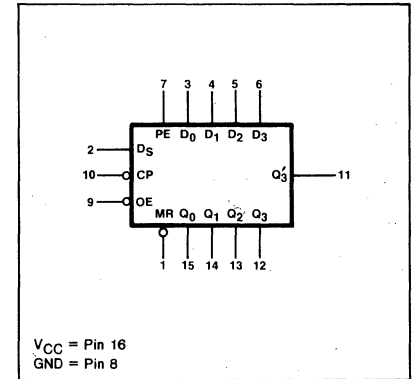 7 3 4 5 6
PE D0 D1 D2 D3
2 DS
10 CP Q3′ 11
9 OE
MR Q0 Q1 Q2 Q3
1 15 14 13 12
VCC = Pin 16
GND = Pin 8